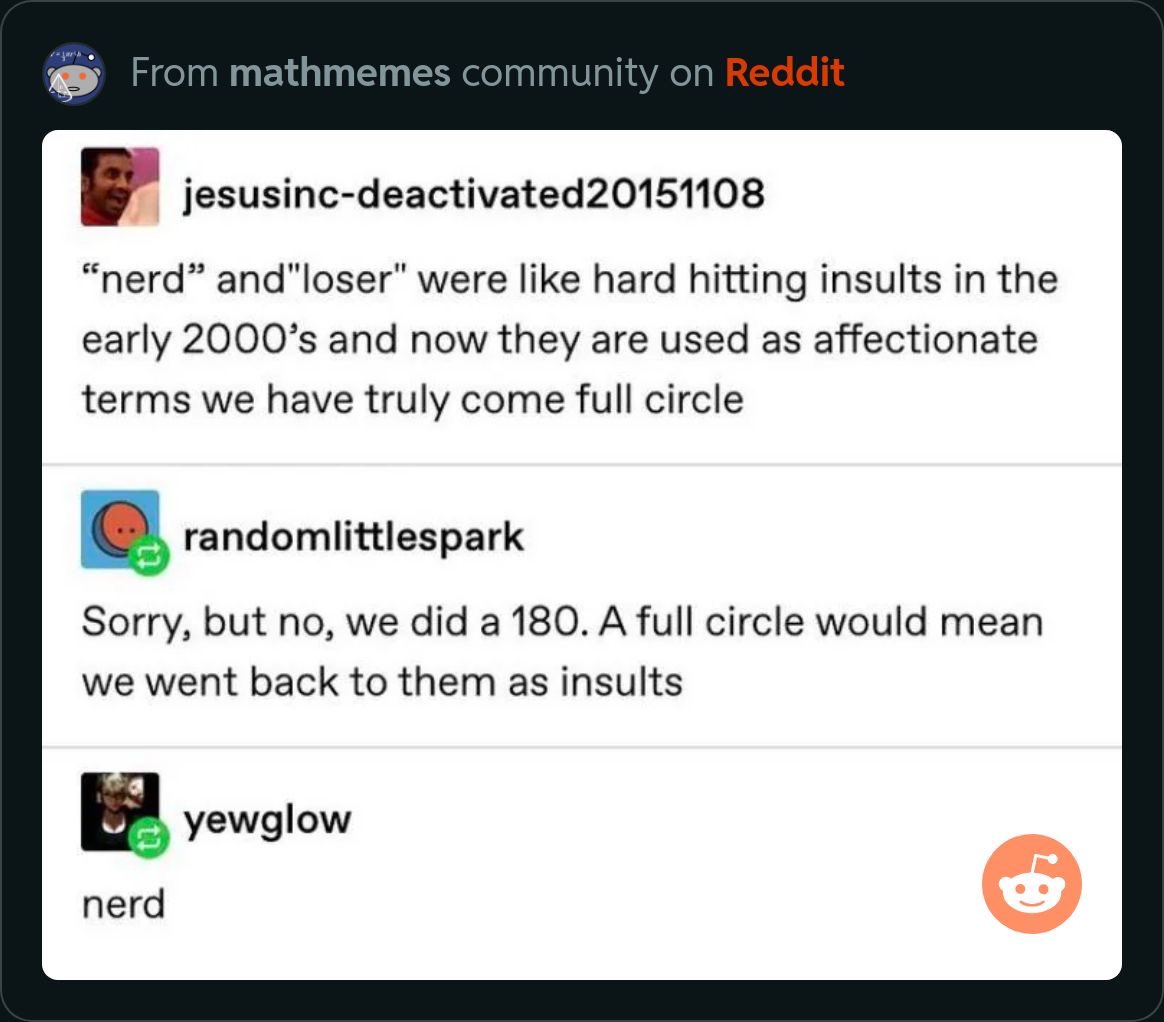 From mathmemes community on Reddit
jesusinc-deactivated20151108
“nerd” and"loser" were like hard hitting insults in the
early 2000’s and now they are used as affectionate
terms we have truly come full circle
randomlittlespark
Sorry, but no, we did a 180. A full circle would mean
we went back to them as insults
yewglow
nerd